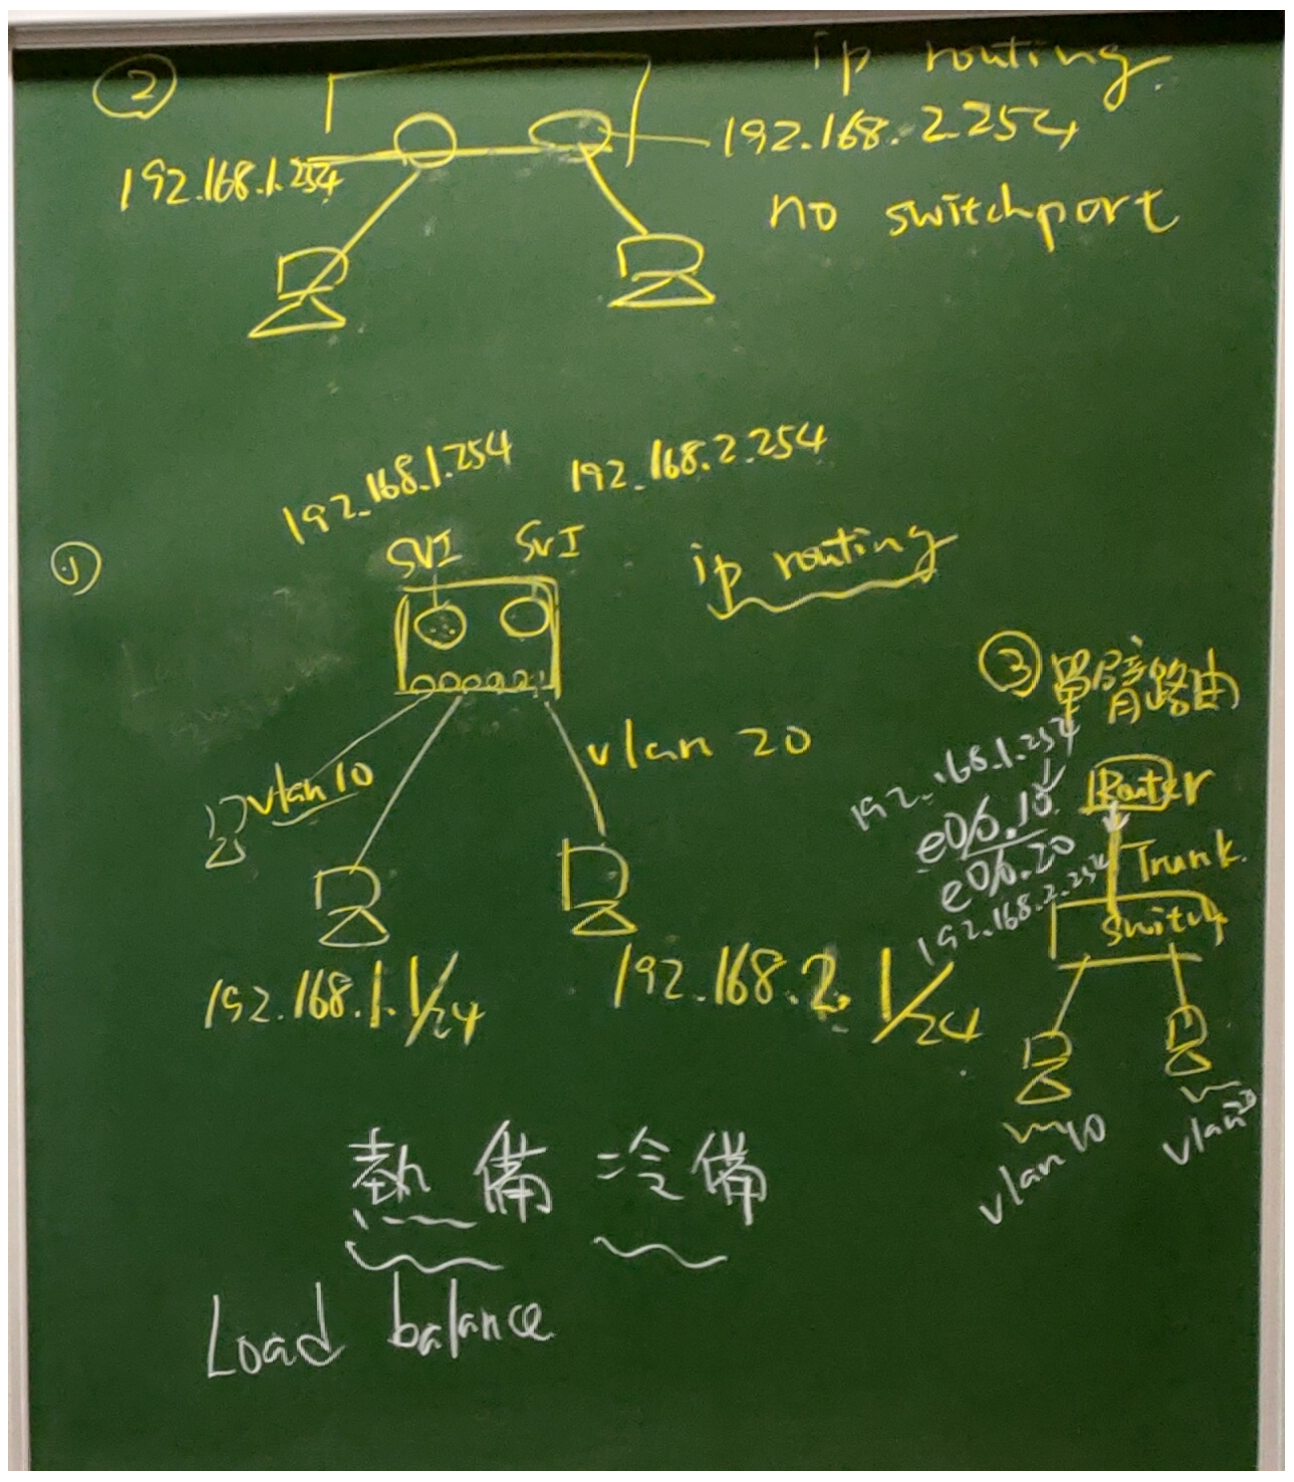 ②
ip routing.
192.168.1.254
192.168.2.254
no switchport
①
192.168.1.254
192.168.2.254
SVI
SVI
ip routing
vlan 10
vlan 20
192.168.1.1/24
192.168.2.1/24
③ 單臂路由
192.168.1.254
Router
e0/0.10
e0/0.20
192.168.2.254
Trunk.
Switch
vlan 10
vlan 20
熱備 冷備
Load balance